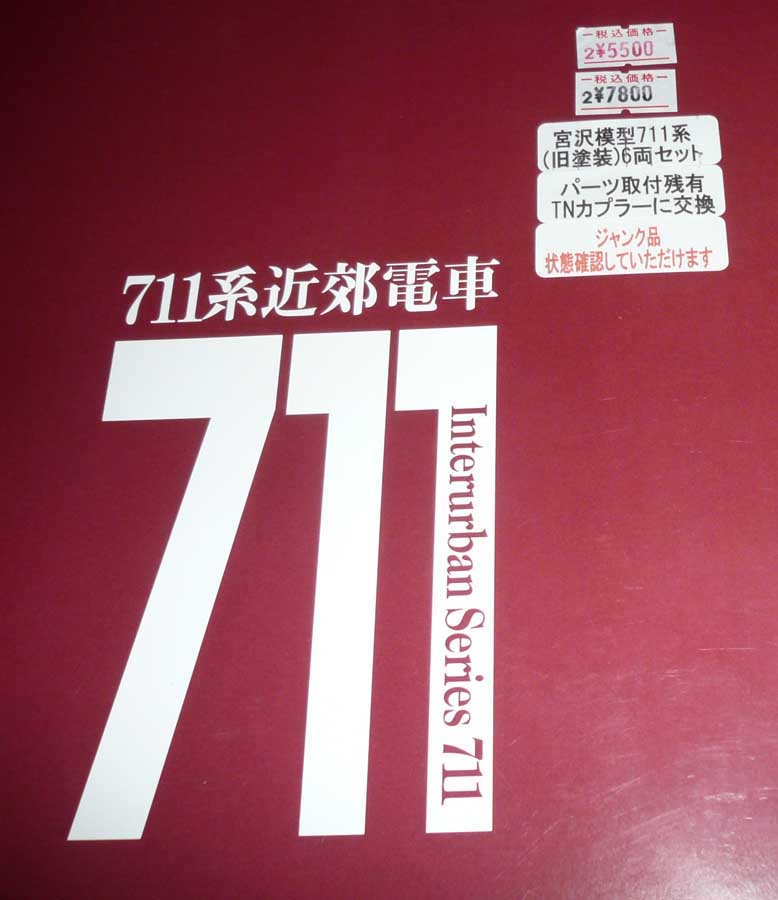 －税込価格－
2¥5500
－税込価格－
2¥7800
宮沢模型711系
(旧塗装)6両セット
パーツ取付残有
TNカプラーに交換
ジャンク品
状態確認していただけます
711系近郊電車
711
Interurban Series 711